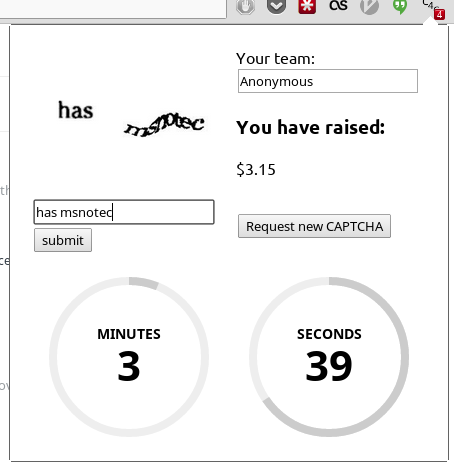 Your team:
Anonymous
has msnotec
You have raised:
$3.15
has msnotec
submit
Request new CAPTCHA
MINUTES
3
SECONDS
39
4